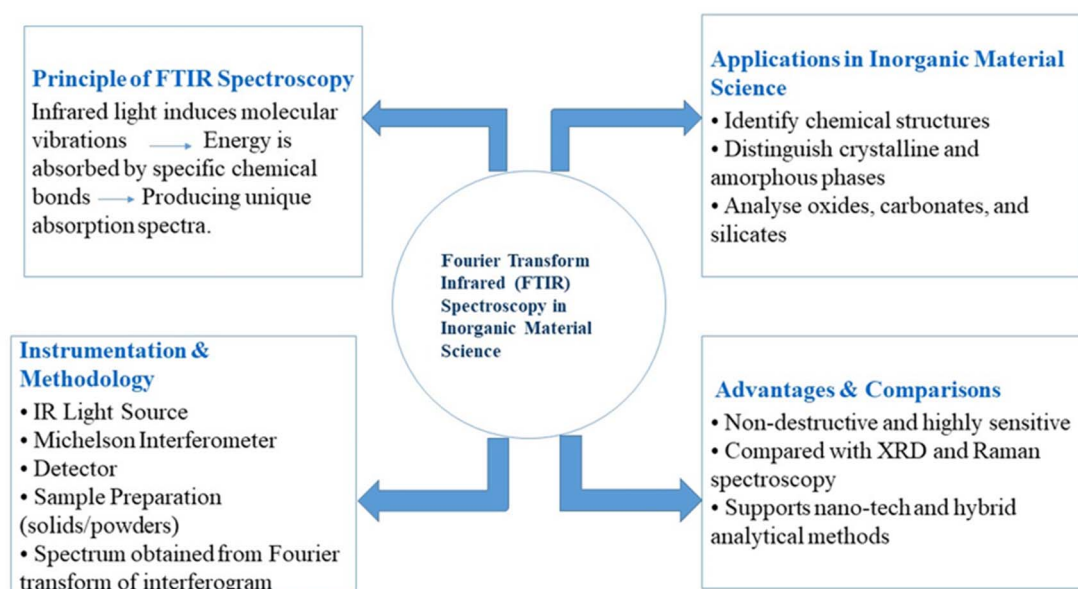 Principle of FTIR Spectroscopy
Infrared light induces molecular
vibrations → Energy is
absorbed by specific chemical
bonds → Producing unique
absorption spectra.
Applications in Inorganic Material
Science
• Identify chemical structures
• Distinguish crystalline and
amorphous phases
• Analyse oxides, carbonates, and
silicates
Fourier Transform
Infrared (FTIR)
Spectroscopy in
Inorganic Material
Science
Instrumentation &
Methodology
• IR Light Source
• Michelson Interferometer
• Detector
• Sample Preparation
(solids/powders)
• Spectrum obtained from Fourier
transform of interferogram
Advantages & Comparisons
• Non-destructive and highly sensitive
• Compared with XRD and Raman
spectroscopy
• Supports nano-tech and hybrid
analytical methods